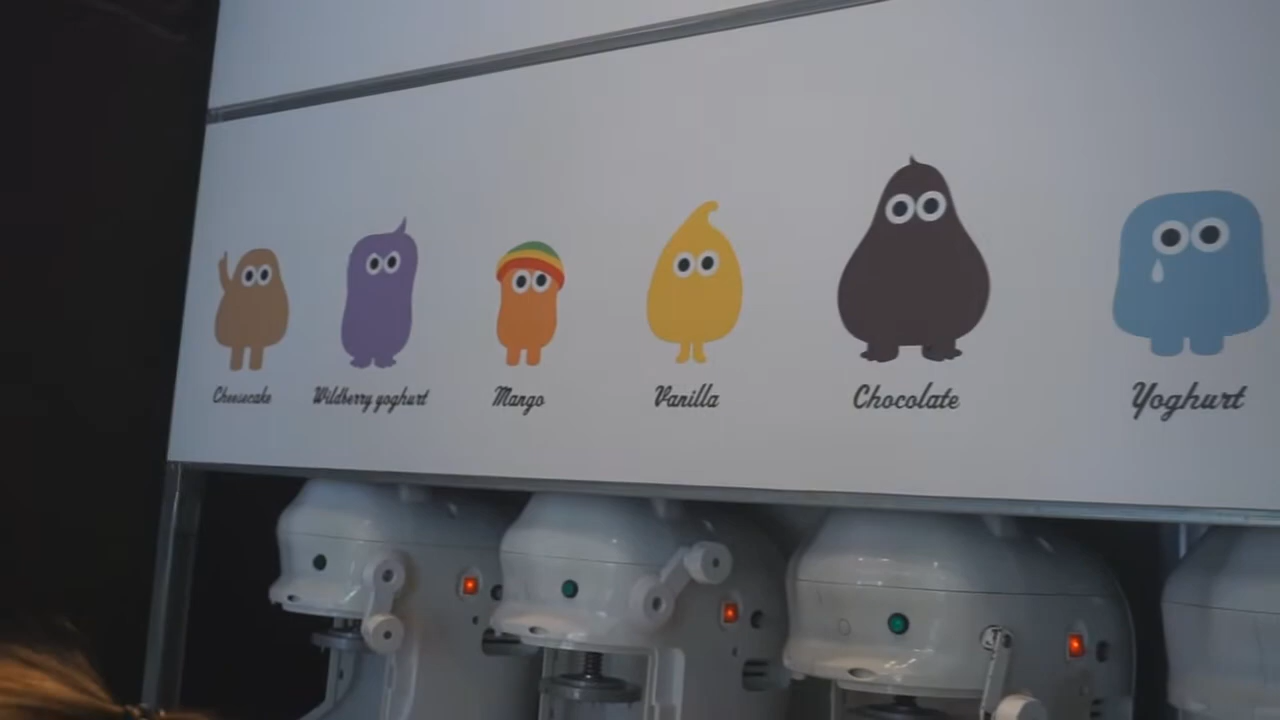 Cheesecake
Wildberry yoghurt
Mango
Vanilla
Chocolate
Yoghurt